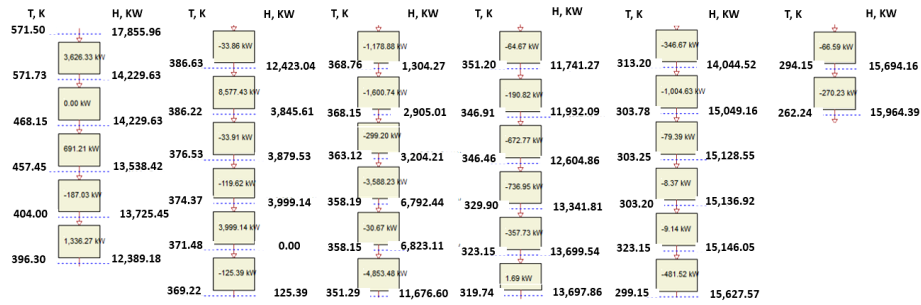 T, K H, KW
571.50 17,855.96
3,626.33 kW
571.73 14,229.63
0.00 kW
468.15 14,229.63
691.21 kW
457.45 13,538.42
-187.03 kW
404.00 13,725.45
1,336.27 kW
396.30 12,389.18
T, K H, KW
-33.86 kW
386.63 12,423.04
8,577.43 kW
386.22 3,845.61
-33.91 kW
376.53 3,879.53
-119.62 kW
374.37 3,999.14
3,999.14 kW
371.48 0.00
-125.39 kW
369.22 125.39
T, K H, KW
-1,178.88 kW
368.76 1,304.27
-1,600.74 kW
368.15 2,905.01
-299.20 kW
363.12 3,204.21
-3,588.23 kW
358.19 6,792.44
-30.67 kW
358.15 6,823.11
-4,853.48 kW
351.29 11,676.60
T, K H, KW
-64.67 kW
351.20 11,741.27
-190.82 kW
346.91 11,932.09
-672.77 kW
346.46 12,604.86
-736.95 kW
329.90 13,341.81
-357.73 kW
323.15 13,699.54
1.69 kW
319.74 13,697.86
T, K H, KW
-346.67 kW
313.20 14,044.52
-1,004.63 kW
303.78 15,049.16
-79.39 kW
303.25 15,128.55
-8.37 kW
303.20 15,136.92
-9.14 kW
323.15 15,146.05
-481.52 kW
299.15 15,627.57
T, K H, KW
-66.59 kW
294.15 15,694.16
-270.23 kW
262.24 15,964.39